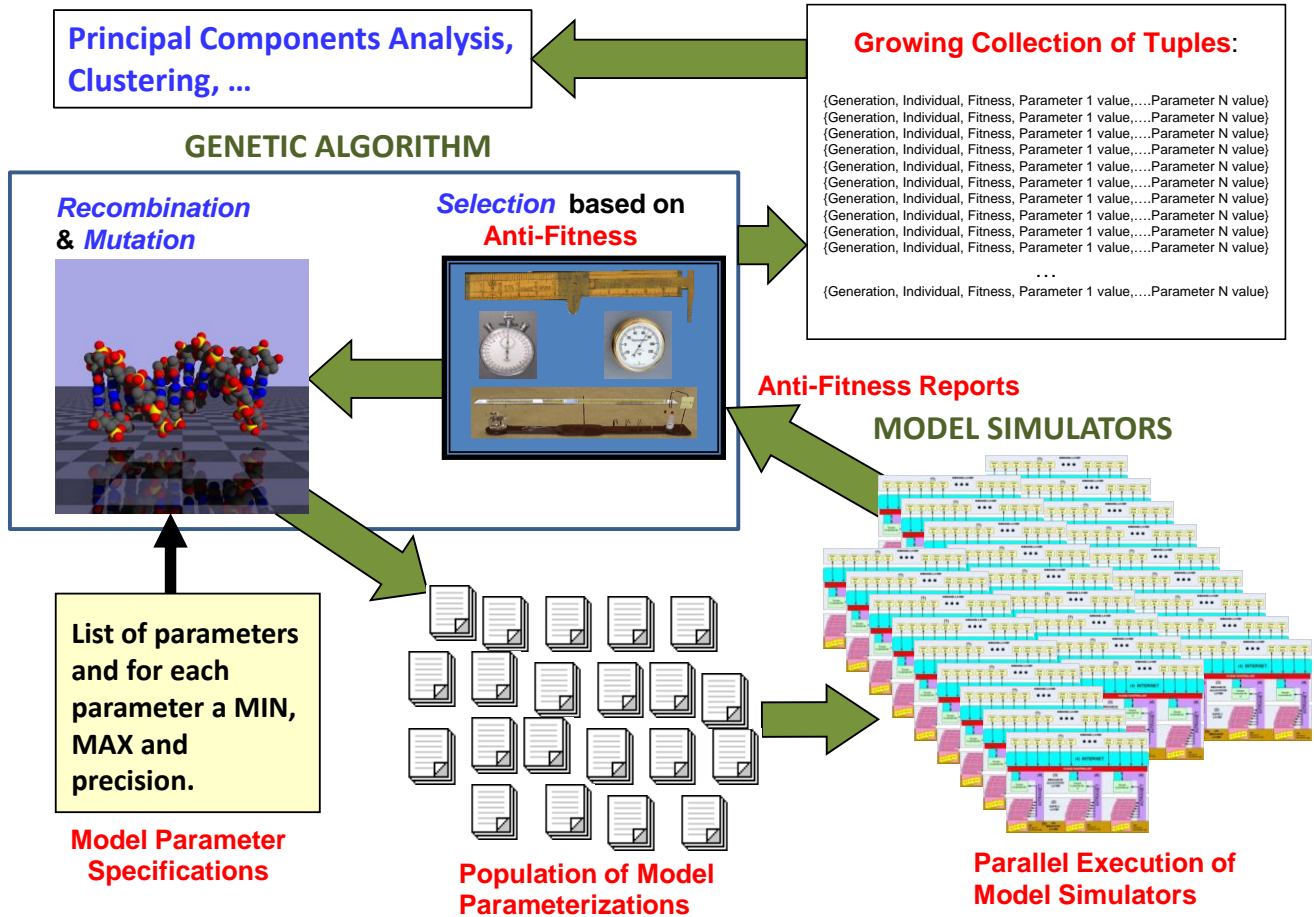 Principal Components Analysis,
Clustering, …
Growing Collection of Tuples:
{Generation, Individual, Fitness, Parameter 1 value,….Parameter N value}
{Generation, Individual, Fitness, Parameter 1 value,….Parameter N value}
{Generation, Individual, Fitness, Parameter 1 value,….Parameter N value}
{Generation, Individual, Fitness, Parameter 1 value,….Parameter N value}
{Generation, Individual, Fitness, Parameter 1 value,….Parameter N value}
{Generation, Individual, Fitness, Parameter 1 value,….Parameter N value}
{Generation, Individual, Fitness, Parameter 1 value,….Parameter N value}
{Generation, Individual, Fitness, Parameter 1 value,….Parameter N value}
{Generation, Individual, Fitness, Parameter 1 value,….Parameter N value}
{Generation, Individual, Fitness, Parameter 1 value,….Parameter N value}
…
{Generation, Individual, Fitness, Parameter 1 value,….Parameter N value}
GENETIC ALGORITHM
Recombination
& Mutation
Selection based on
Anti-Fitness
Anti-Fitness Reports
MODEL SIMULATORS
List of parameters
and for each
parameter a MIN,
MAX and
precision.
Model Parameter
Specifications
Population of Model
Parameterizations
(4) INTERNET
Parallel Execution of
Model Simulators